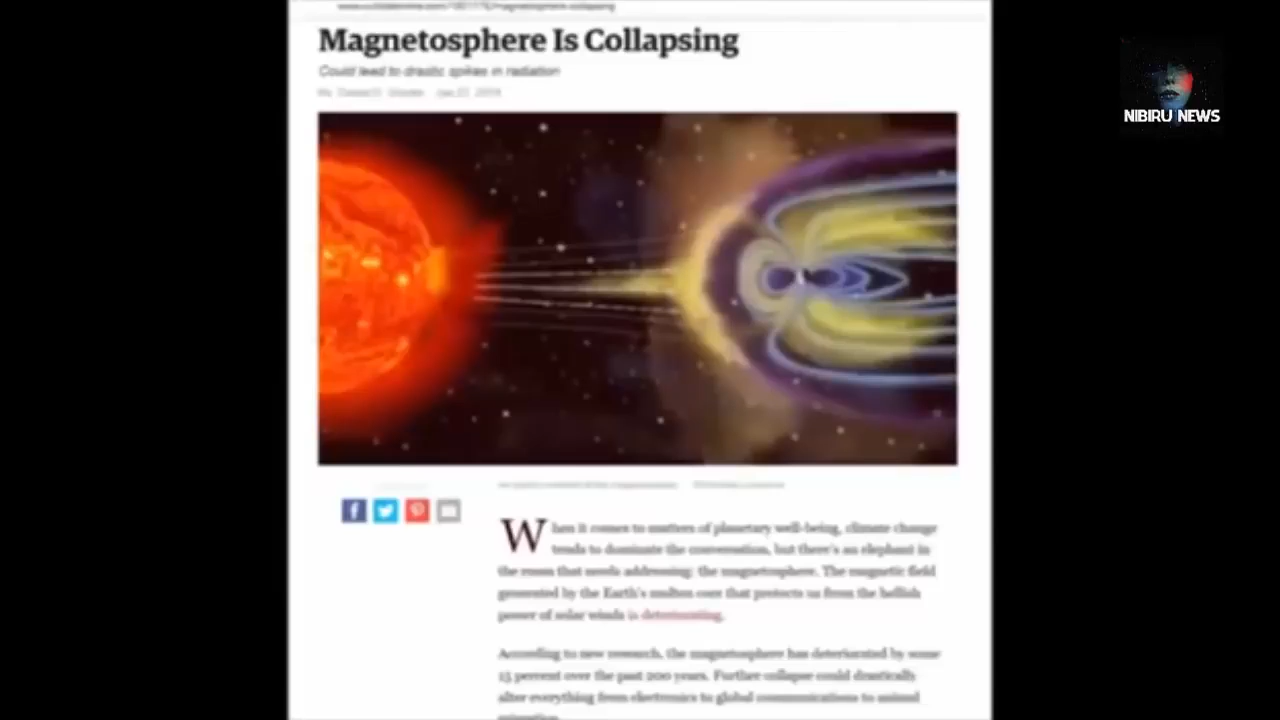 Magnetosphere Is Collapsing
Could lead to drastic spikes in radiation
NIBIRU NEWS
When it comes to matters of planetary well-being, climate change
tends to dominate the conversation, but there's an elephant in
the room that needs addressing: the magnetosphere. The magnetic field
generated by the Earth's molten core that protects us from the hellish
power of solar winds is deteriorating.
According to new research, the magnetosphere has deteriorated by some
15 percent over the past 200 years. Further collapse could drastically
alter everything from electronics to global communications to animal